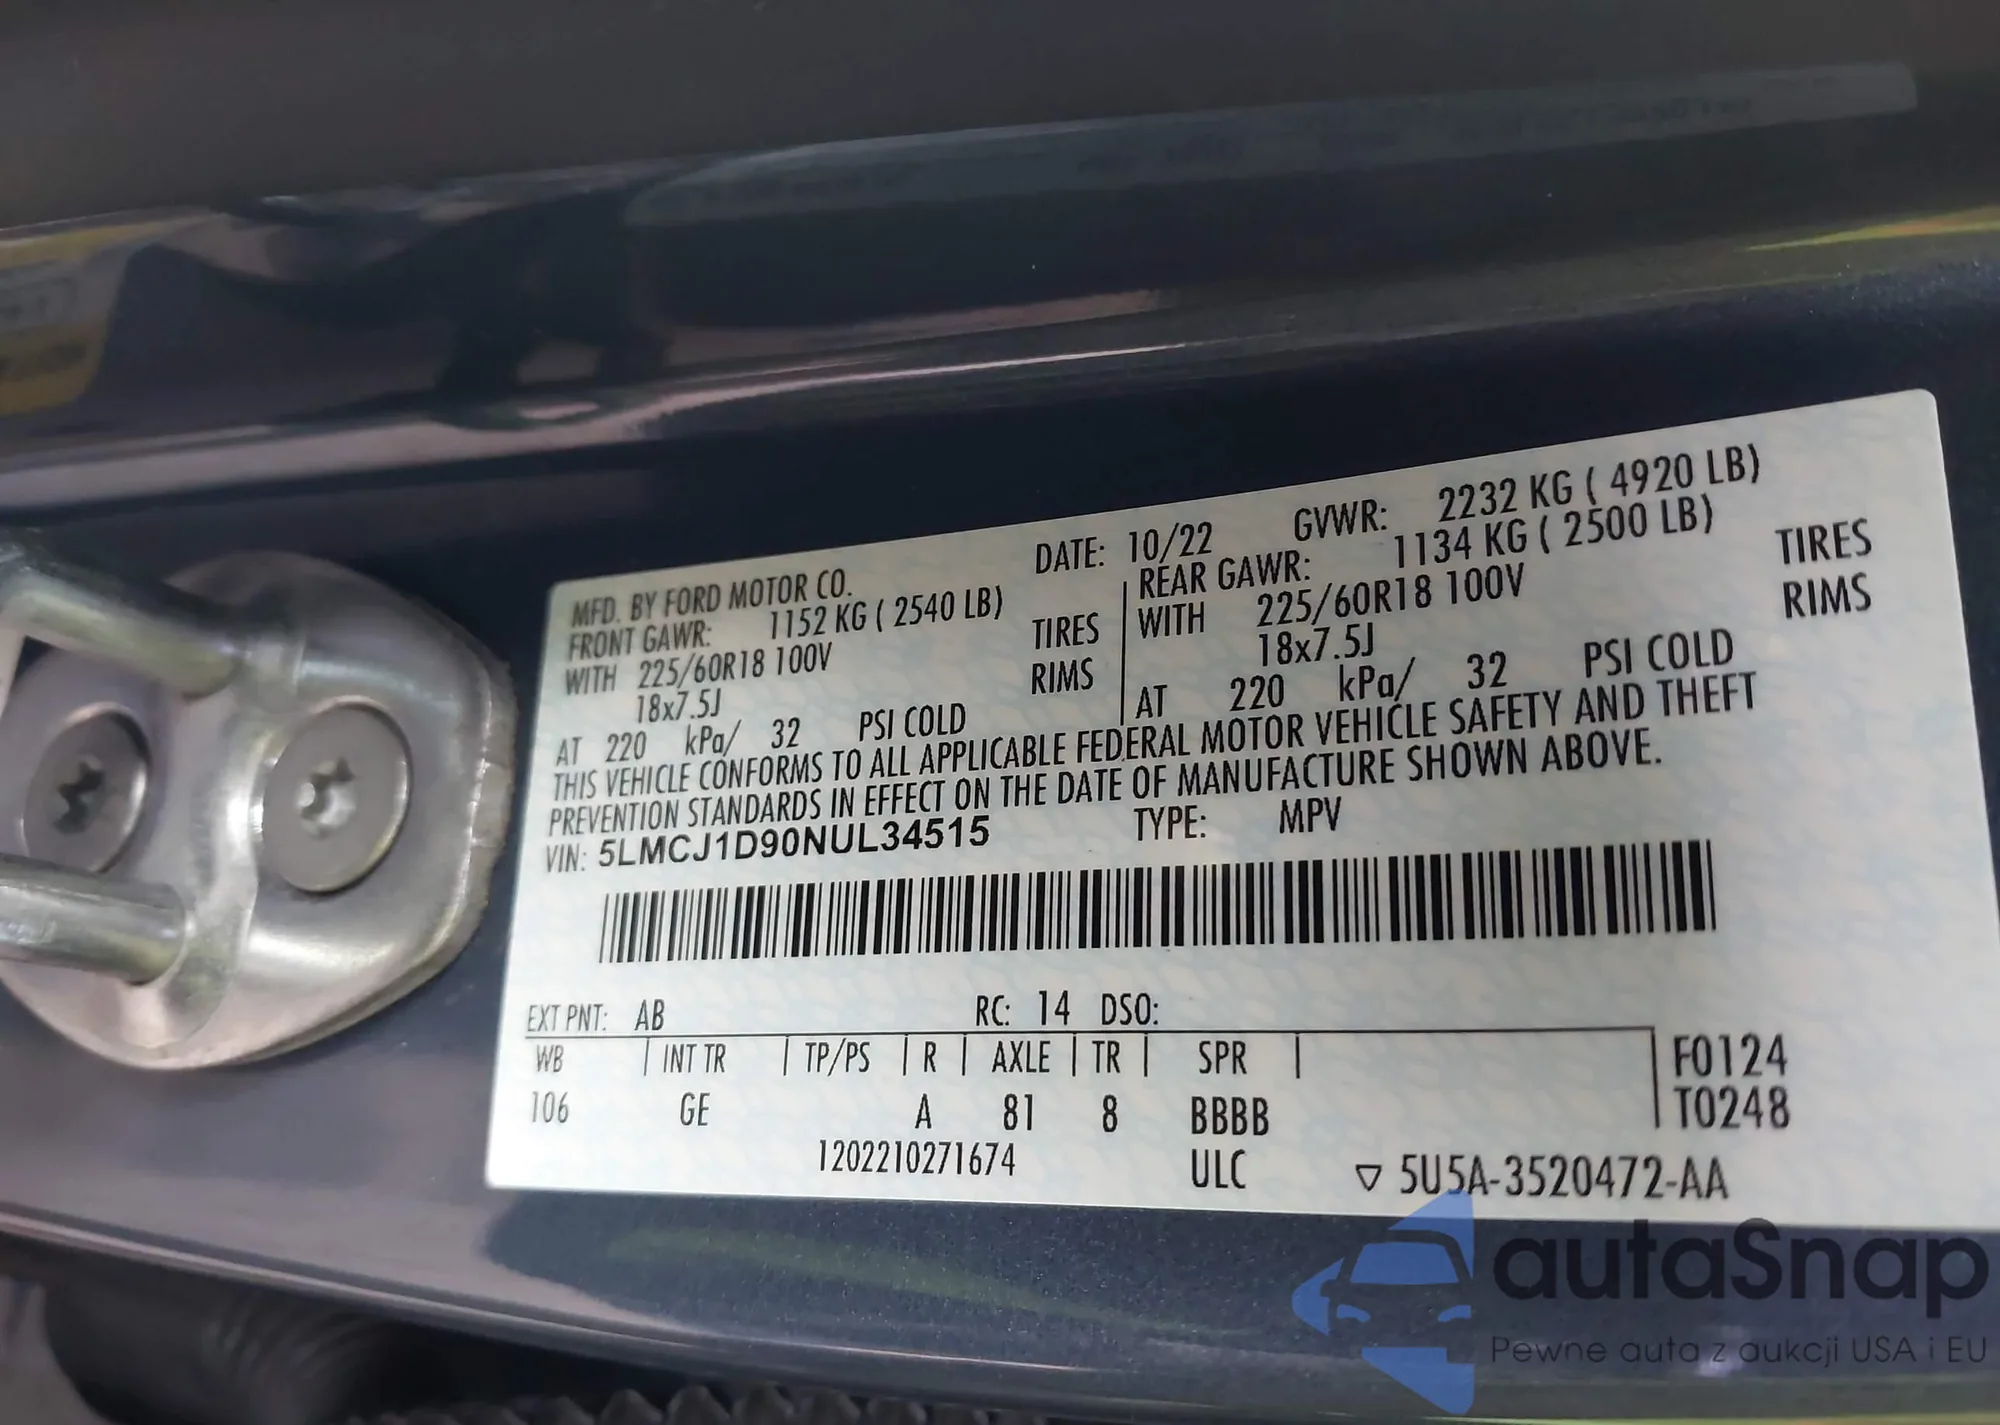 MFD. BY FORD MOTOR CO. DATE: 10/22 GVWR: 2232 KG ( 4920 LB)
FRONT GAWR: 1152 KG ( 2540 LB) REAR GAWR: 1134 KG ( 2500 LB)
WITH 225/60R18 100V TIRES WITH 225/60R18 100V TIRES
18x7.5J RIMS 18x7.5J RIMS
AT 220 kPa/ 32 PSI COLD AT 220 kPa/ 32 PSI COLD
THIS VEHICLE CONFORMS TO ALL APPLICABLE FEDERAL MOTOR VEHICLE SAFETY AND THEFT
PREVENTION STANDARDS IN EFFECT ON THE DATE OF MANUFACTURE SHOWN ABOVE.
VIN: 5LMCJ1D90NUL34515 TYPE: MPV
EXT PNT: AB RC: 14 DSO:
WB | INT TR | TP/PS | R | AXLE | TR | SPR | F0124
106 GE A 81 8 BBBB T0248
1202210271674 ULC ▽ 5U5A-3520472-AA
autaSnap
Pewne auta z aukcji USA i EU